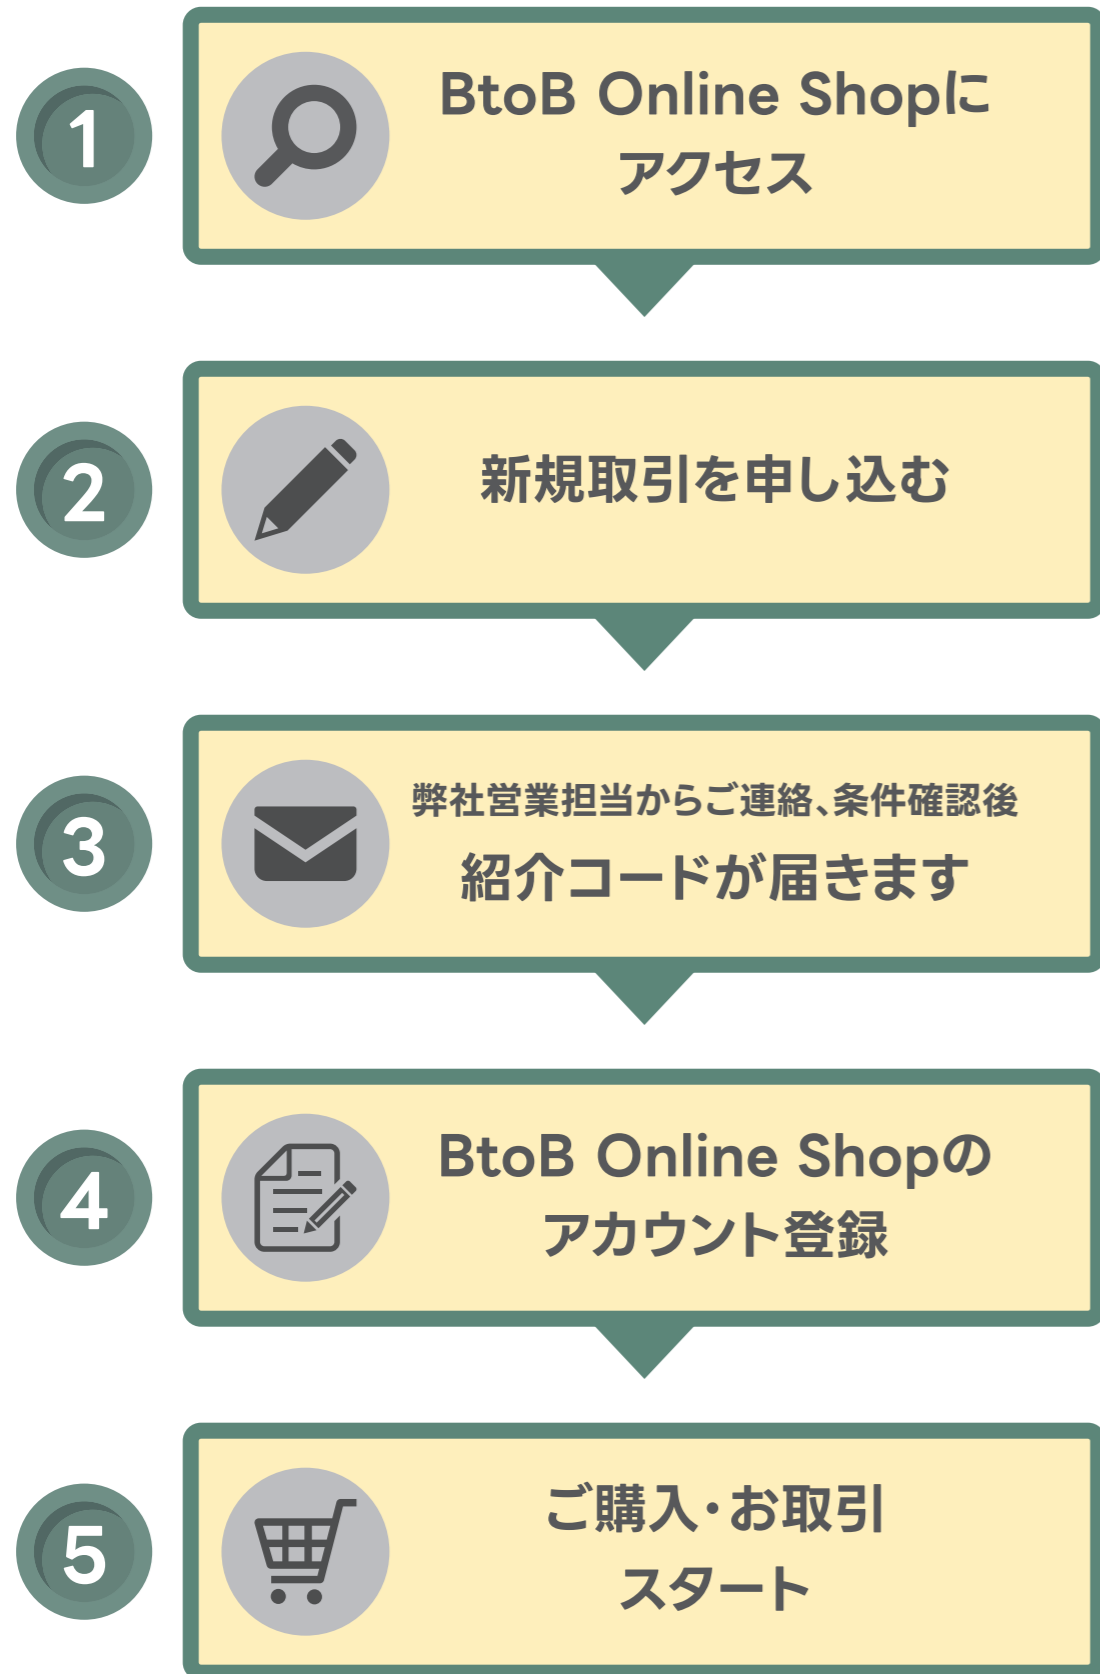 1
BtoB Online Shopに
アクセス
2
新規取引を申し込む
3
弊社営業担当からご連絡、条件確認後
紹介コードが届きます
4
BtoB Online Shopの
アカウント登録
5
ご購入・お取引
スタート